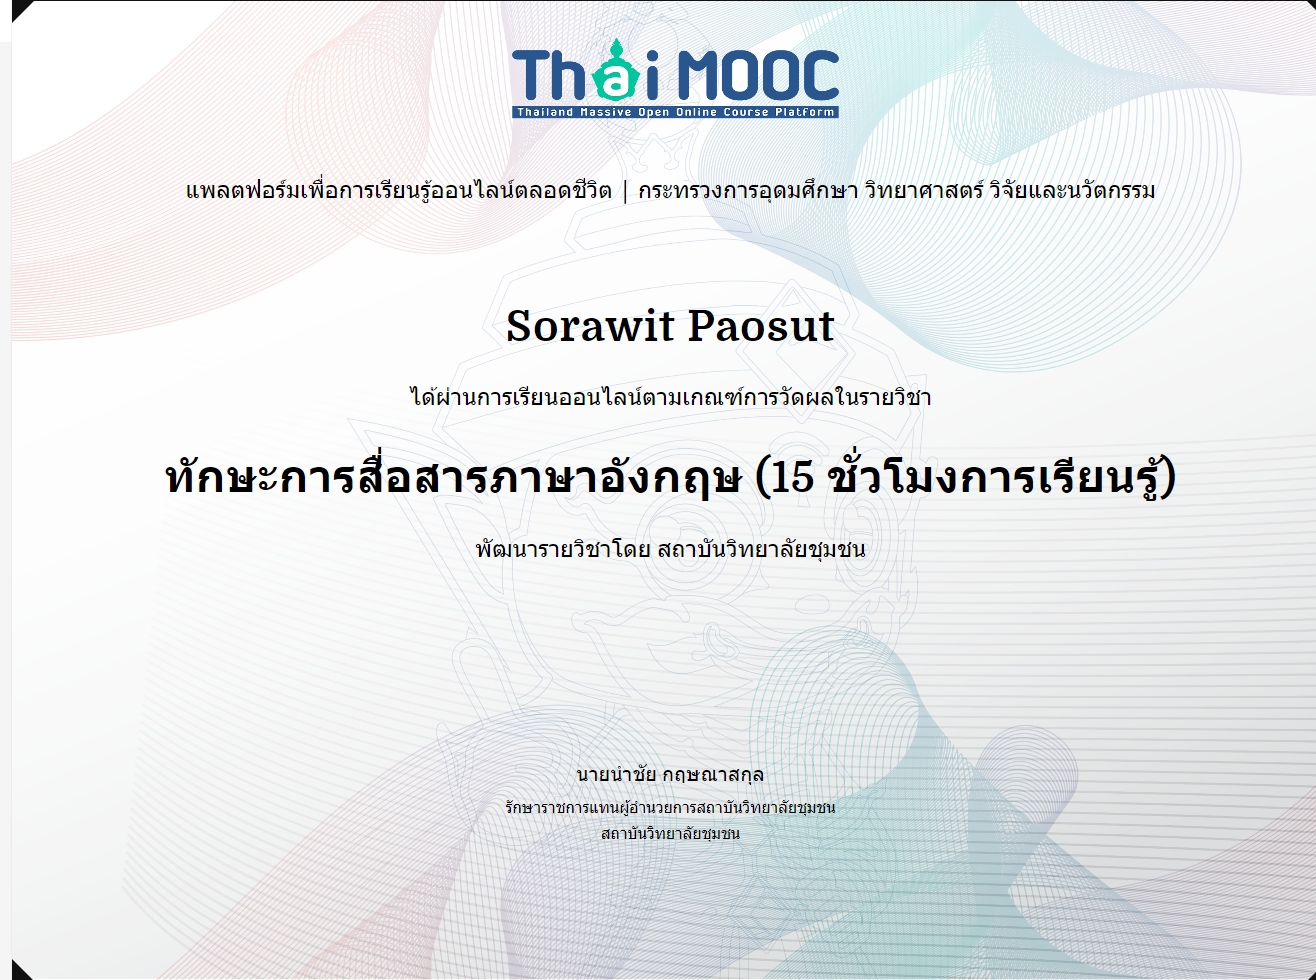 Thai MOOC
Thailand Massive Open Online Course Platform
แพลตฟอร์มเพื่อการเรียนรู้ออนไลน์ตลอดชีวิต | กระทรวงการอุดมศึกษา วิทยาศาสตร์ วิจัยและนวัตกรรม
Sorawit Paosut
ได้ผ่านการเรียนออนไลน์ตามเกณฑ์การวัดผลในรายวิชา
ทักษะการสื่อสารภาษาอังกฤษ (15 ชั่วโมงการเรียนรู้)
พัฒนารายวิชาโดย สถาบันวิทยาลัยชุมชน
นายนำชัย กฤษณาสกุล
รักษาราชการแทนผู้อำนวยการสถาบันวิทยาลัยชุมชน
สถาบันวิทยาลัยชุมชน